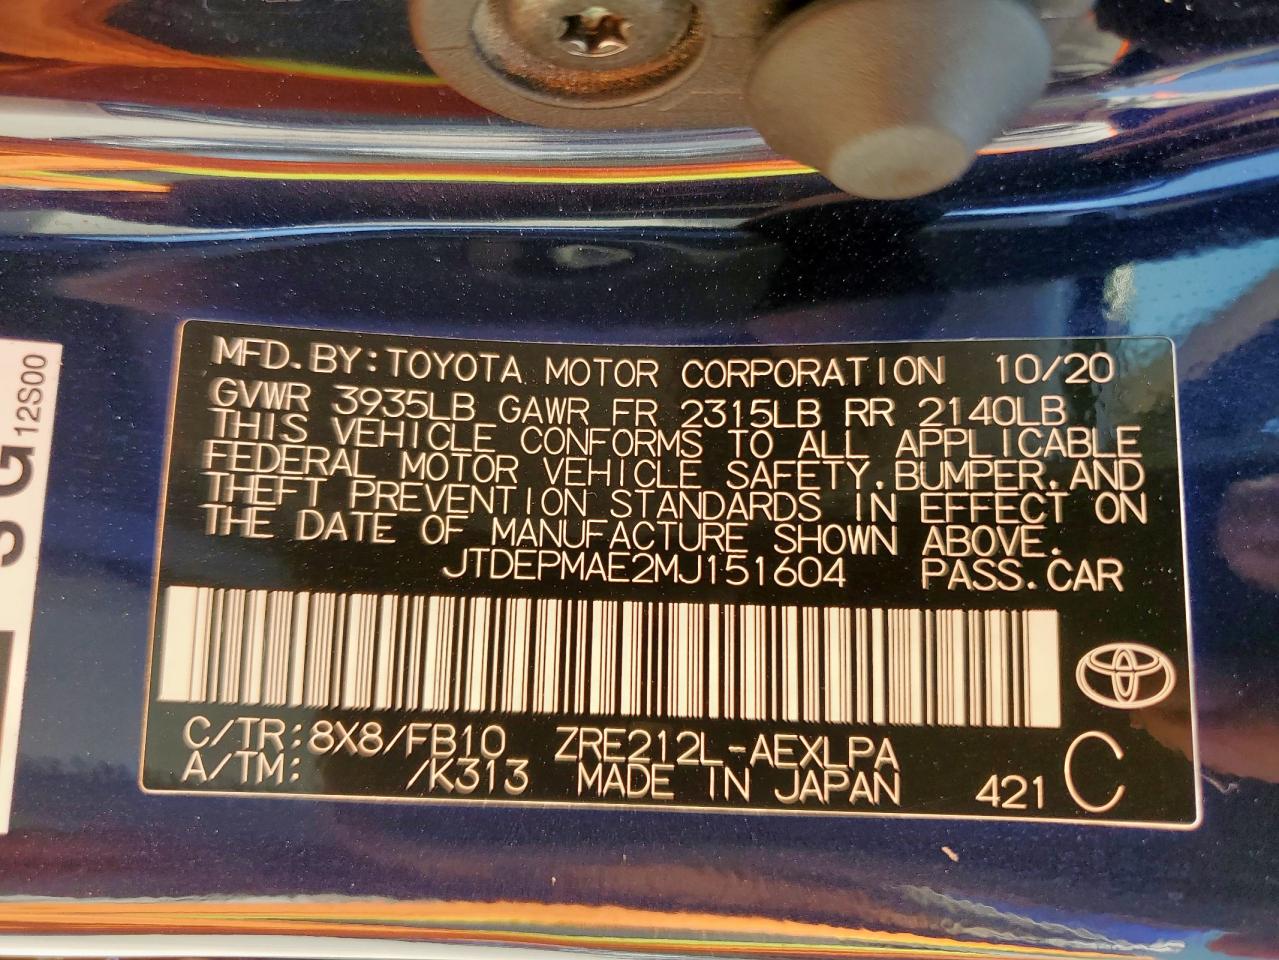 MFD.BY:TOYOTA MOTOR CORPORATION 10/20
GVWR 3935LB GAWR FR 2315LB RR 2140LB
THIS VEHICLE CONFORMS TO ALL APPLICABLE
FEDERAL MOTOR VEHICLE SAFETY,BUMPER,AND
THEFT PREVENTION STANDARDS IN EFFECT ON
THE DATE OF MANUFACTURE SHOWN ABOVE.
JTDEPMAE2MJ151604 PASS.CAR
C/TR:8X8/FB10 ZRE212L-AEXLPA
A/TM: /K313 MADE IN JAPAN 421 C
12S00